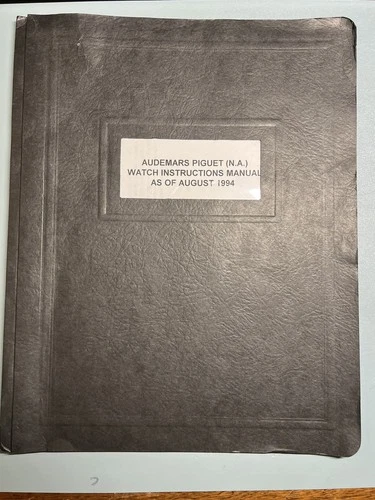 AUDEMARS PIGUET (N.A.)
WATCH INSTRUCTIONS MANUAL
AS OF AUGUST 1994